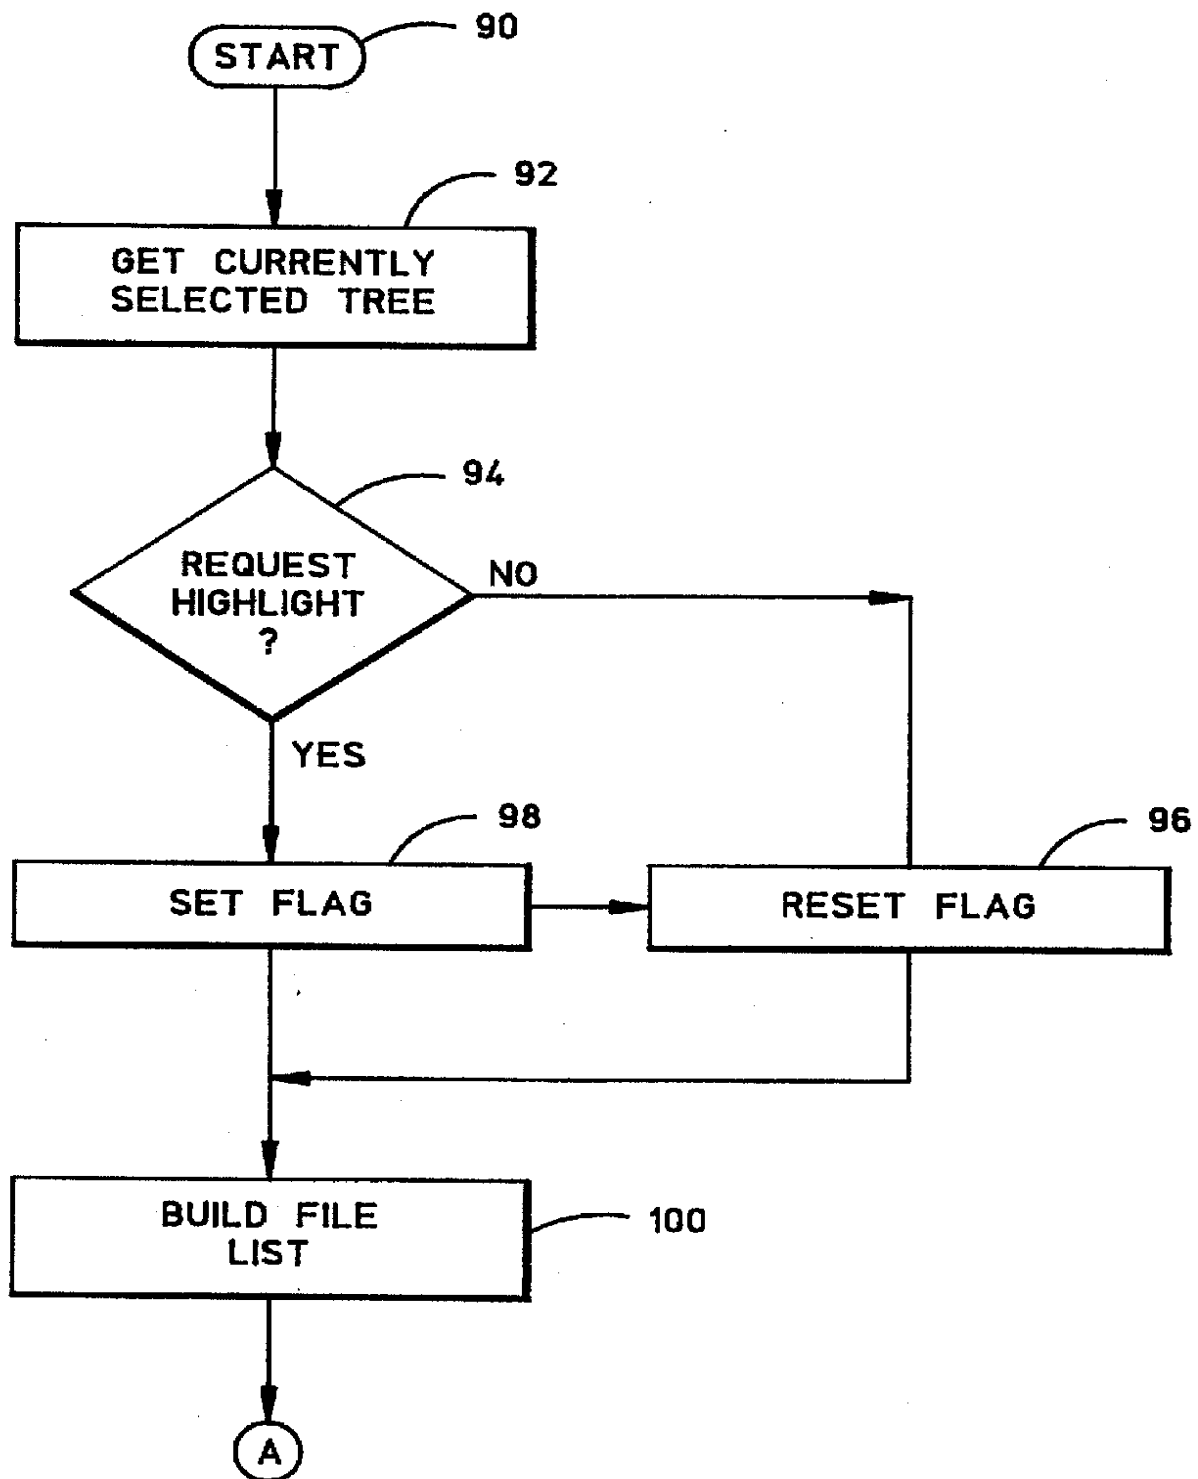 START
90
92
GET CURRENTLY
SELECTED TREE
94
REQUEST
HIGHLIGHT
?
NO
YES
98
96
SET FLAG
RESET FLAG
BUILD FILE
LIST
100
A